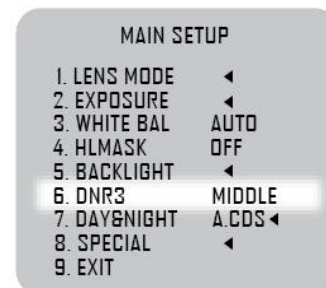 MAIN SETUP
1. LENS MODE ◄
2. EXPOSURE ◄
3. WHITE BAL AUTO
4. HLMASK OFF
5. BACKLIGHT ◄
6. DNR3 MIDDLE
7. DAY&NIGHT A.CDS◄
8. SPECIAL ◄
9. EXIT